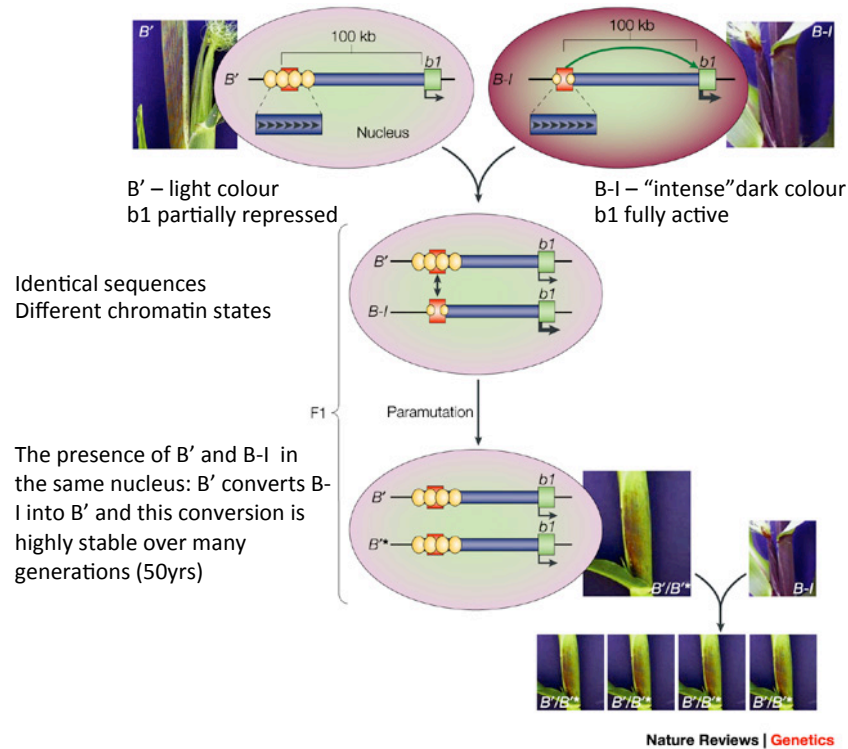 B'
100 kb
b1
B'
Nucleus
100 kb
b1
B-I
B-I
B' – light colour
b1 partially repressed
B-I – “intense”dark colour
b1 fully active
Identical sequences
Different chromatin states
b1
B'
b1
B-I
F1
Paramutation
The presence of B' and B-I in
the same nucleus: B' converts B-
I into B' and this conversion is
highly stable over many
generations (50yrs)
b1
B'
b1
B'*
B'/B'*
B-I
B'/B'*
B'/B'*
B'/B'*
B'/B'*
Nature Reviews | Genetics